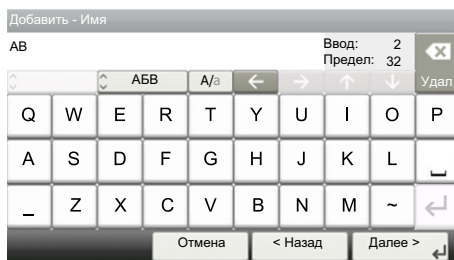 Добавить - Имя
AB
Ввод: 2
Предел: 32
Удал
АБВ A/a ← → ↑ ↓
Q W E R T Y U I O P
A S D F G H J K L
_ Z X C V B N M ~
Отмена < Назад Далее >